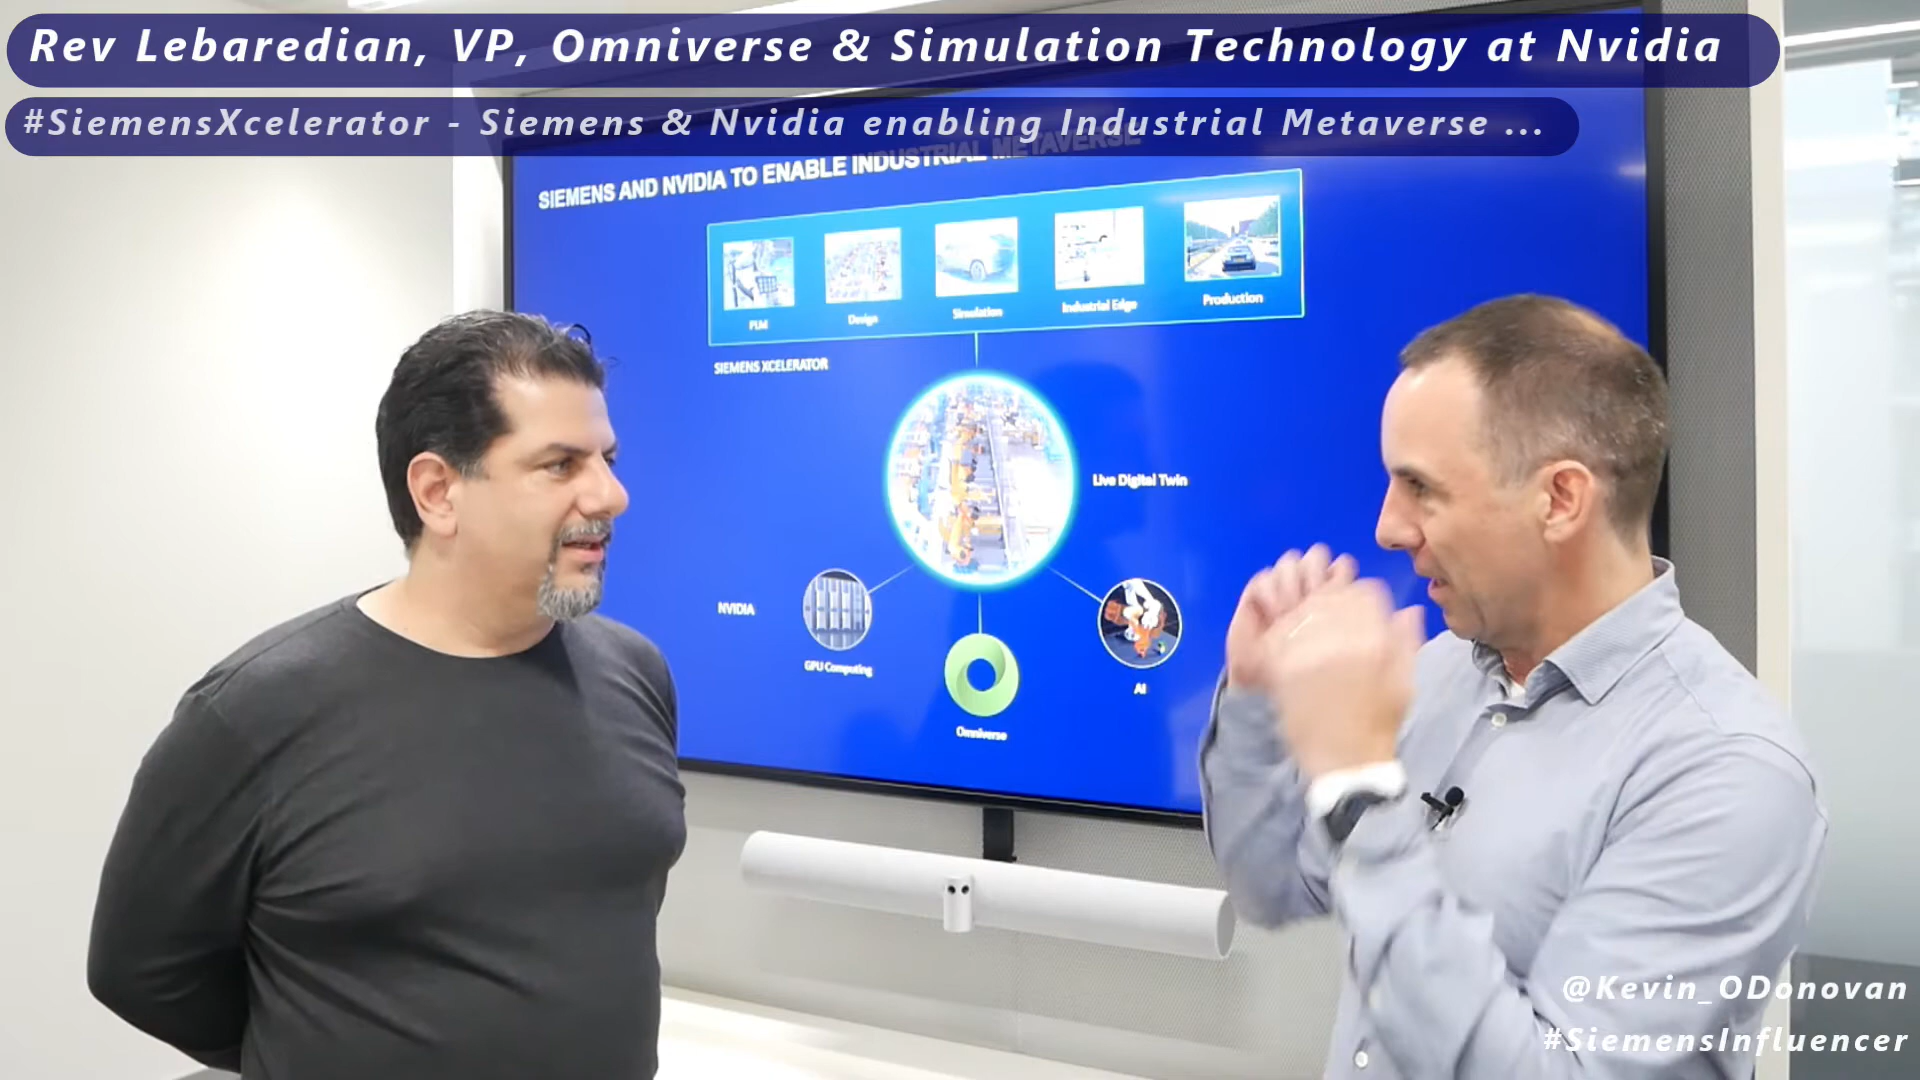 Rev Lebaredian, VP, Omniverse & Simulation Technology at Nvidia
#SiemensXcelerator - Siemens & Nvidia enabling Industrial Metaverse ...
SIEMENS AND NVIDIA TO ENABLE INDUSTRIAL METAVERSE
PLM
Design
Simulation
Industrial Edge
Production
SIEMENS XCELERATOR
Live Digital Twin
NVIDIA
GPU Computing
AI
Omniverse
@Kevin_ODonovan
#SiemensInfluencer